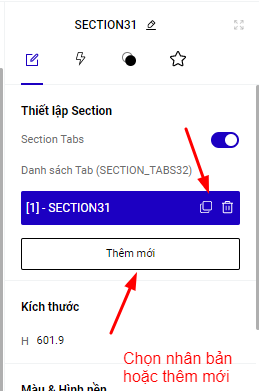 SECTION31
Thiết lập Section
Section Tabs
Danh sách Tab (SECTION_TABS32)
[1] - SECTION31
Thêm mới
Kích thước
H 601.9
Chọn nhân bản
hoặc thêm mới
Màu & Hình nền